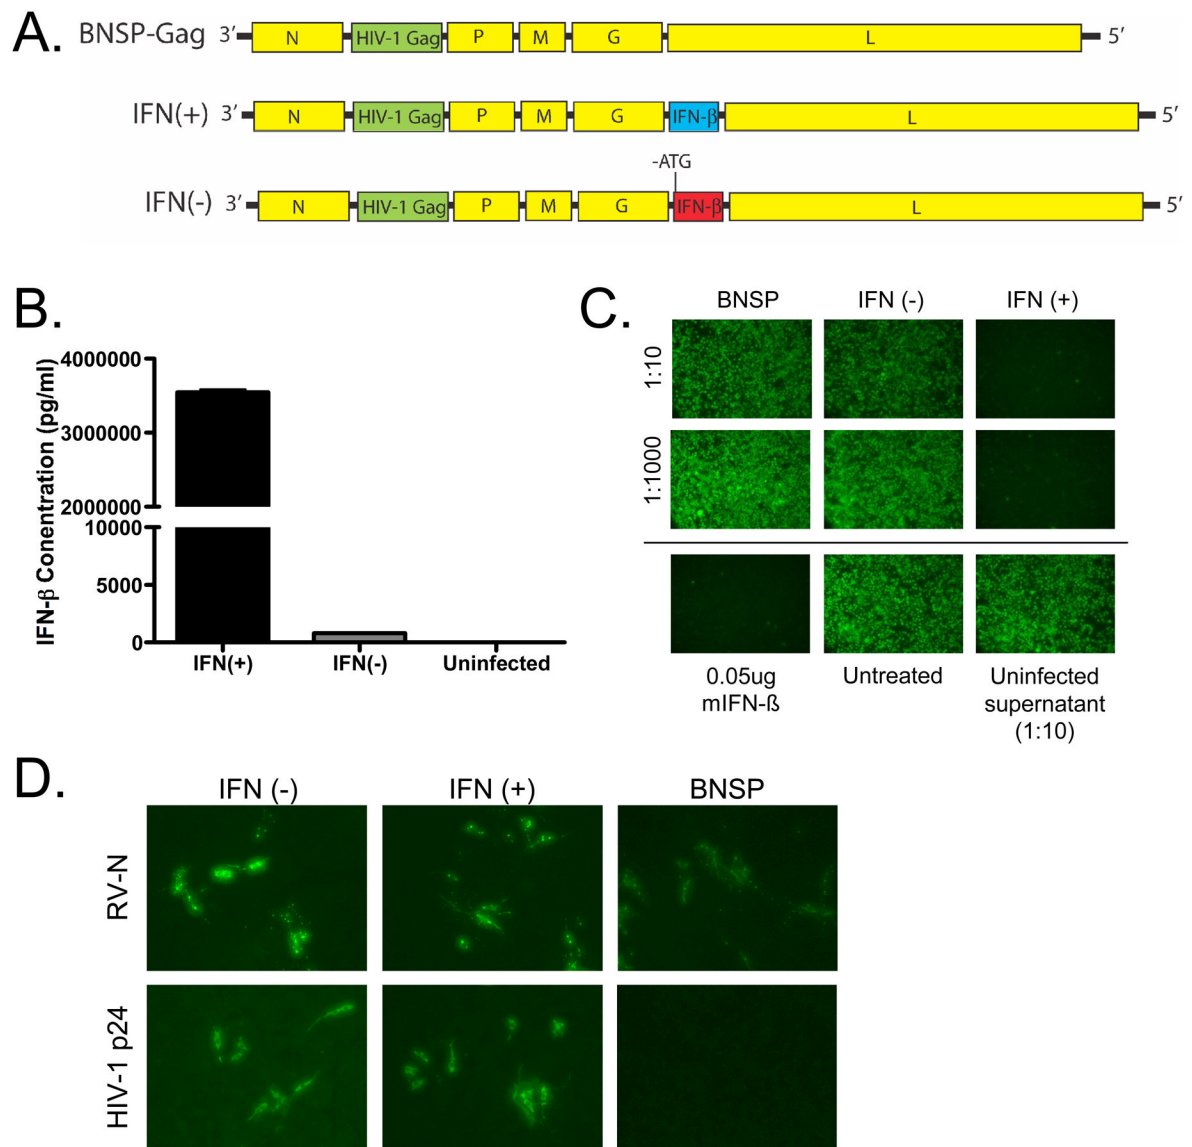 A.
BNSP-Gag 3’ N HIV-1 Gag P M G L 5’
IFN(+) 3’ N HIV-1 Gag P M G IFN-β L 5’
-ATG
IFN(-) 3’ N HIV-1 Gag P M G IFN-β L 5’
B.
IFN-β Conentration (pg/ml)
4000000
3000000
2000000
10000
5000
0
IFN(+) IFN(-) Uninfected
C.
BNSP IFN (-) IFN (+)
1:10
1:1000
0.05ug
mIFN-ß
Untreated
Uninfected
supernatant
(1:10)
D.
IFN (-) IFN (+) BNSP
RV-N
HIV-1 p24